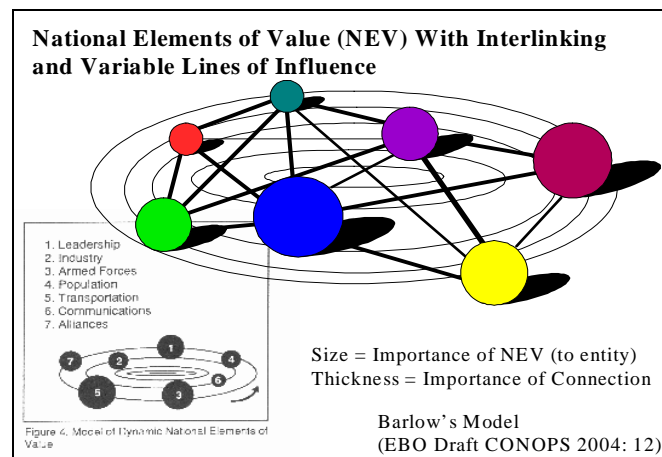 National Elements of Value (NEV) With Interlinking
and Variable Lines of Influence
1. Leadership
2. Industry
3. Armed Forces
4. Population
5. Transportation
6. Communications
7. Alliances
1
7
2
4
6
5
3
Figure 4. Model of Dynamic National Elements of
Value
Size = Importance of NEV (to entity)
Thickness = Importance of Connection
Barlow's Model
(EBO Draft CONOPS 2004: 12)